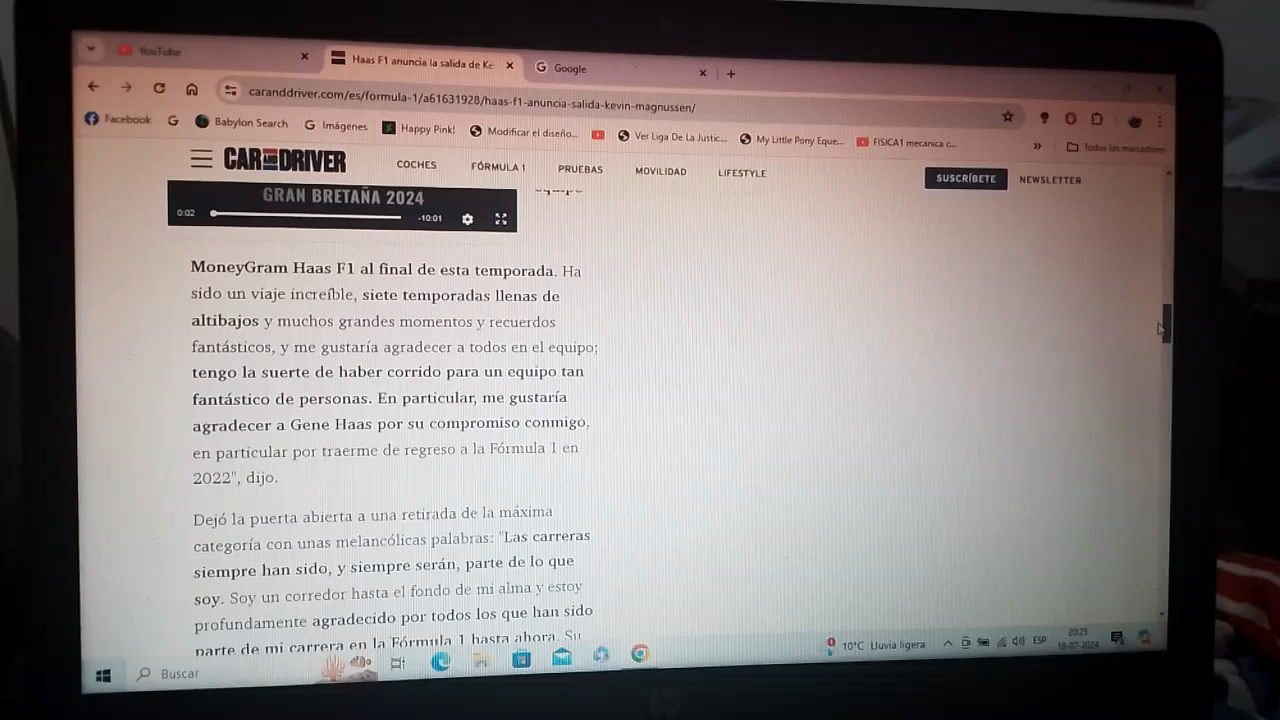 YouTube
Haas F1 anuncia la salida de Ke
Google
caranddriver.com/es/formula-1/a61631928/haas-f1-anuncia-salida-kevin-magnussen/
Facebook
Babylon Search
Imágenes
Happy Pink!
Modificar el diseño...
Ver Liga De La Justic...
My Little Pony Eque...
FISICA1 mecanica c...
»
Todos los marcadores
CAR AND DRIVER
COCHES
FÓRMULA 1
PRUEBAS
MOVILIDAD
LIFESTYLE
SUSCRÍBETE
NEWSLETTER
GRAN BRETAÑA 2024
0:02
-10:01
MoneyGram Haas F1 al final de esta temporada. Ha
sido un viaje increíble, siete temporadas llenas de
altibajos y muchos grandes momentos y recuerdos
fantásticos, y me gustaría agradecer a todos en el equipo;
tengo la suerte de haber corrido para un equipo tan
fantástico de personas. En particular, me gustaría
agradecer a Gene Haas por su compromiso conmigo,
en particular por traerme de regreso a la Fórmula 1 en
2022", dijo.
Dejó la puerta abierta a una retirada de la máxima
categoría con unas melancólicas palabras: "Las carreras
siempre han sido, y siempre serán, parte de lo que
soy. Soy un corredor hasta el fondo de mi alma y estoy
profundamente agradecido por todos los que han sido
parte de mi carrera en la Fórmula 1 hasta ahora. Su
Buscar
10°C Lluvia ligera
ESP
20:25
18-07-2024